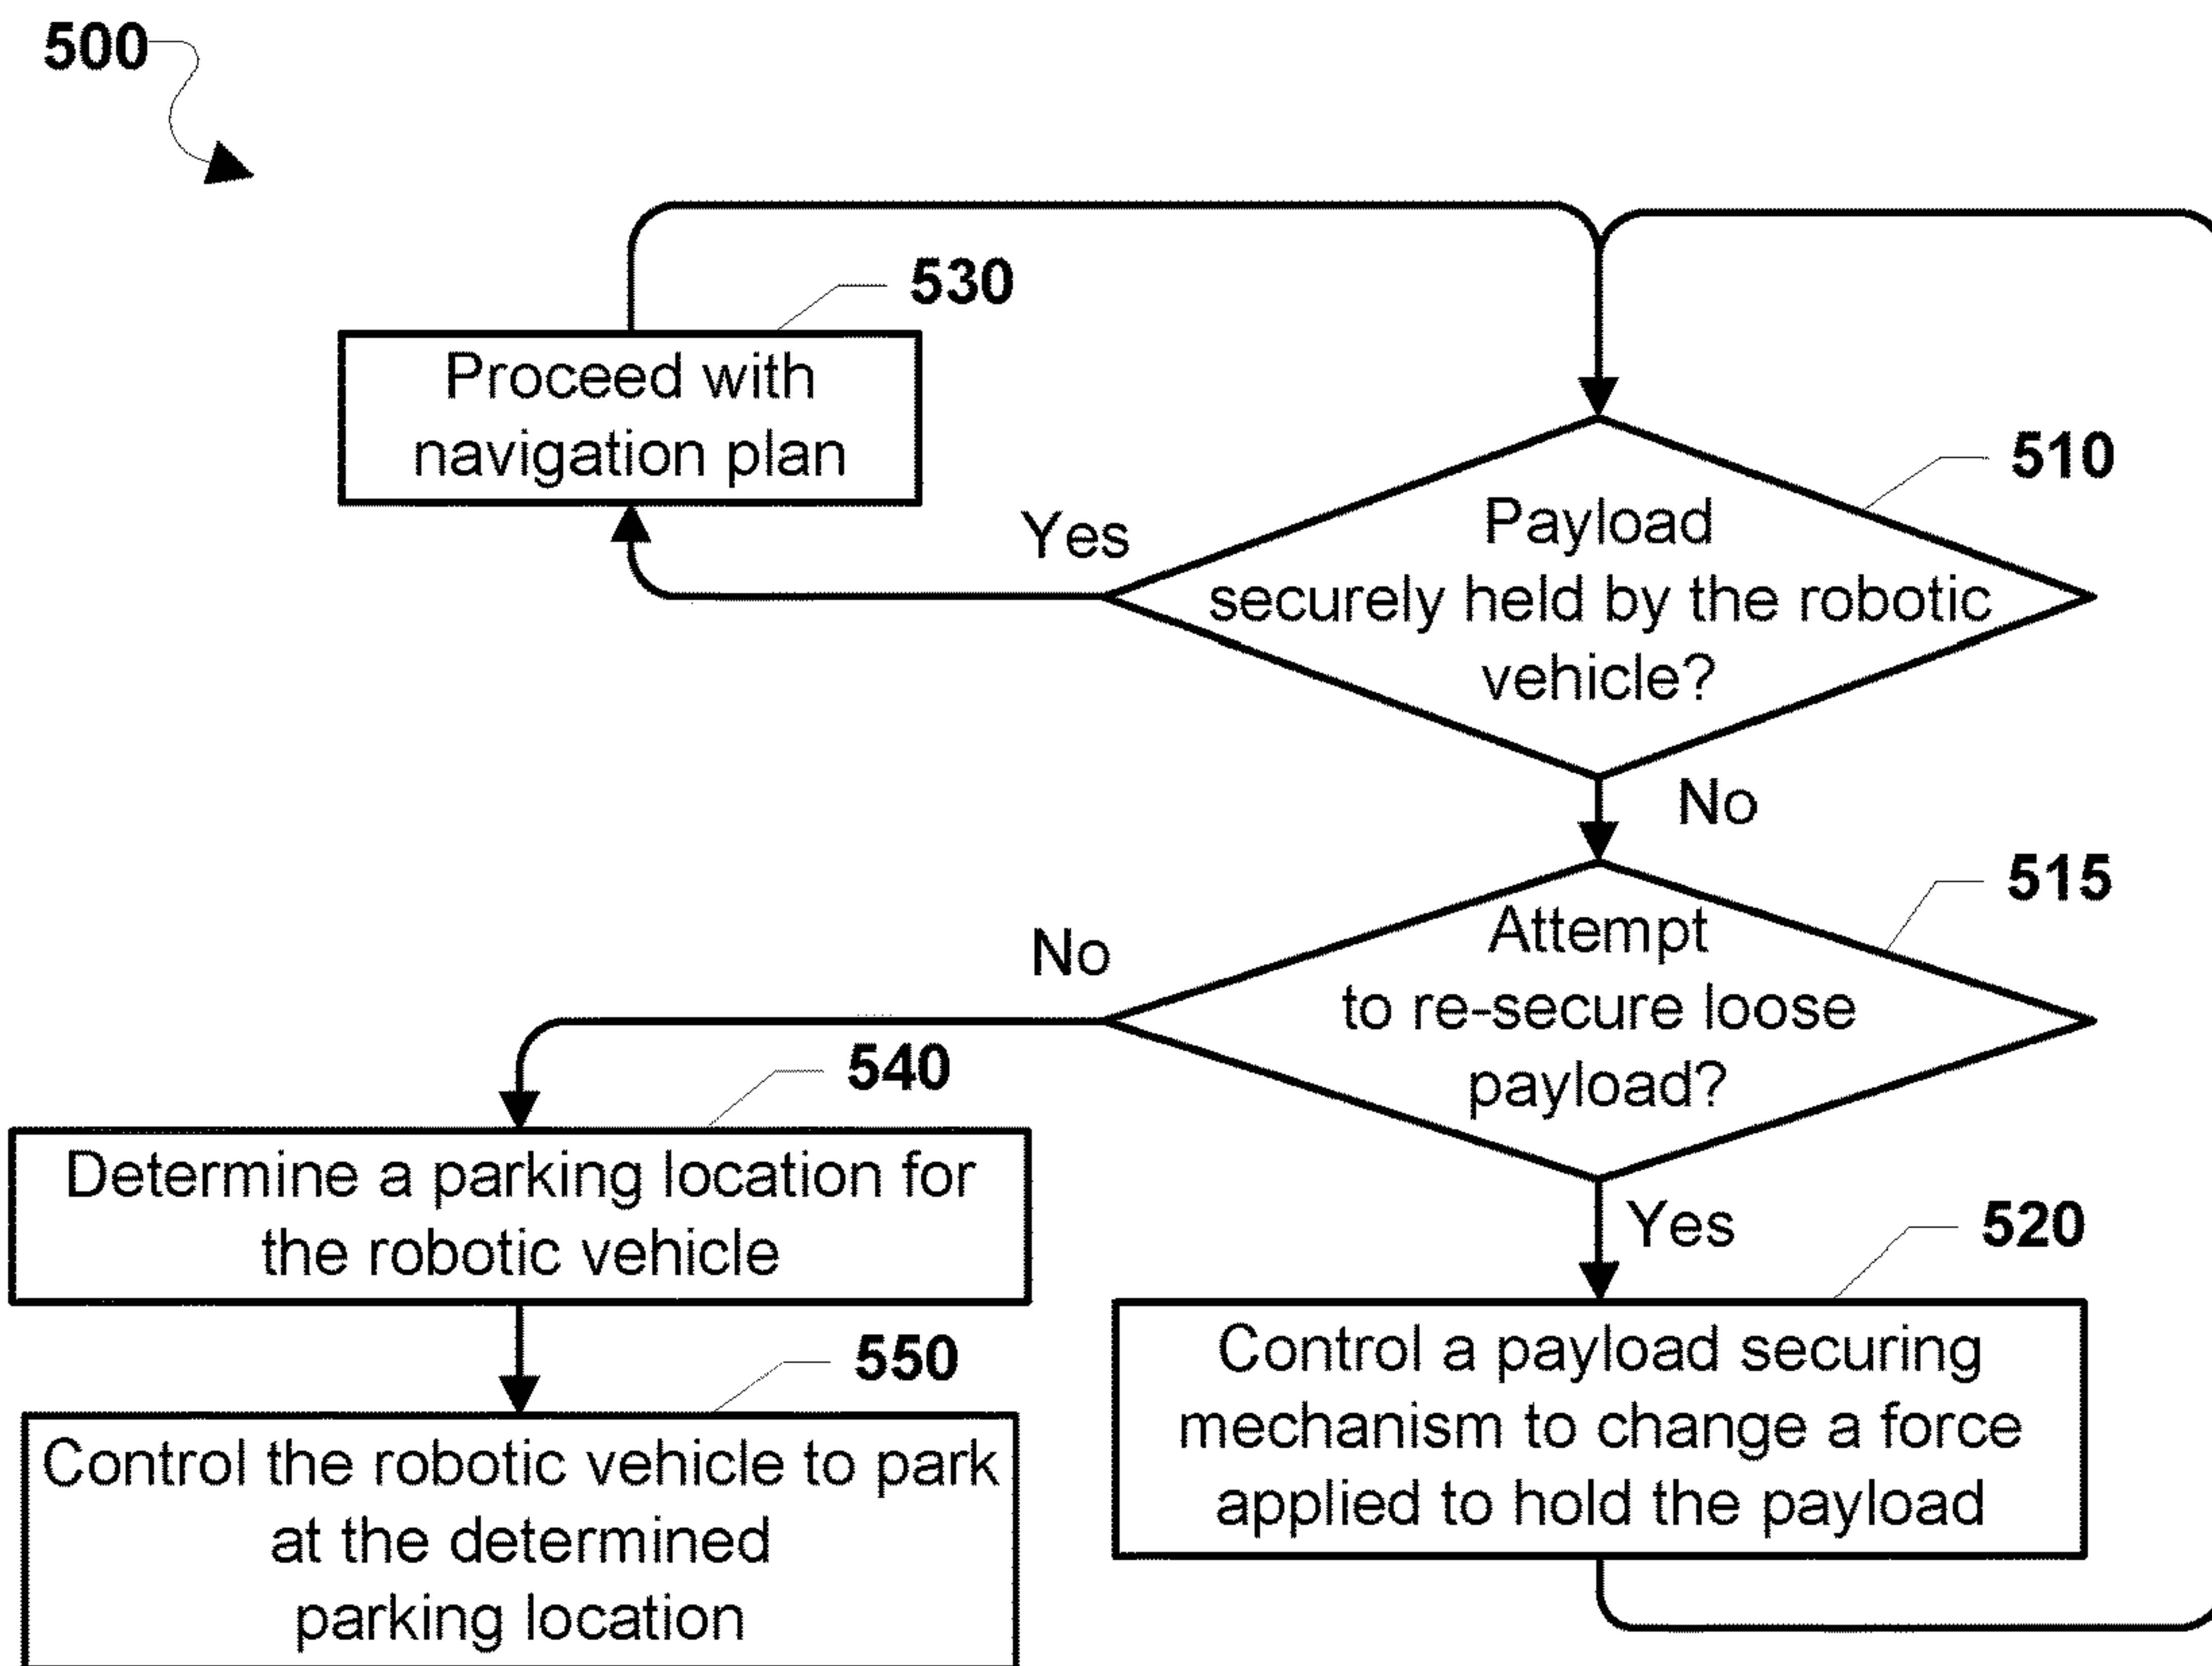 500
530
Proceed with
navigation plan
510
Payload
securely held by the robotic
vehicle?
Yes
No
515
Attempt
to re-secure loose
payload?
No
540
Determine a parking location for
the robotic vehicle
Yes
520
Control a payload securing
mechanism to change a force
applied to hold the payload
550
Control the robotic vehicle to park
at the determined
parking location